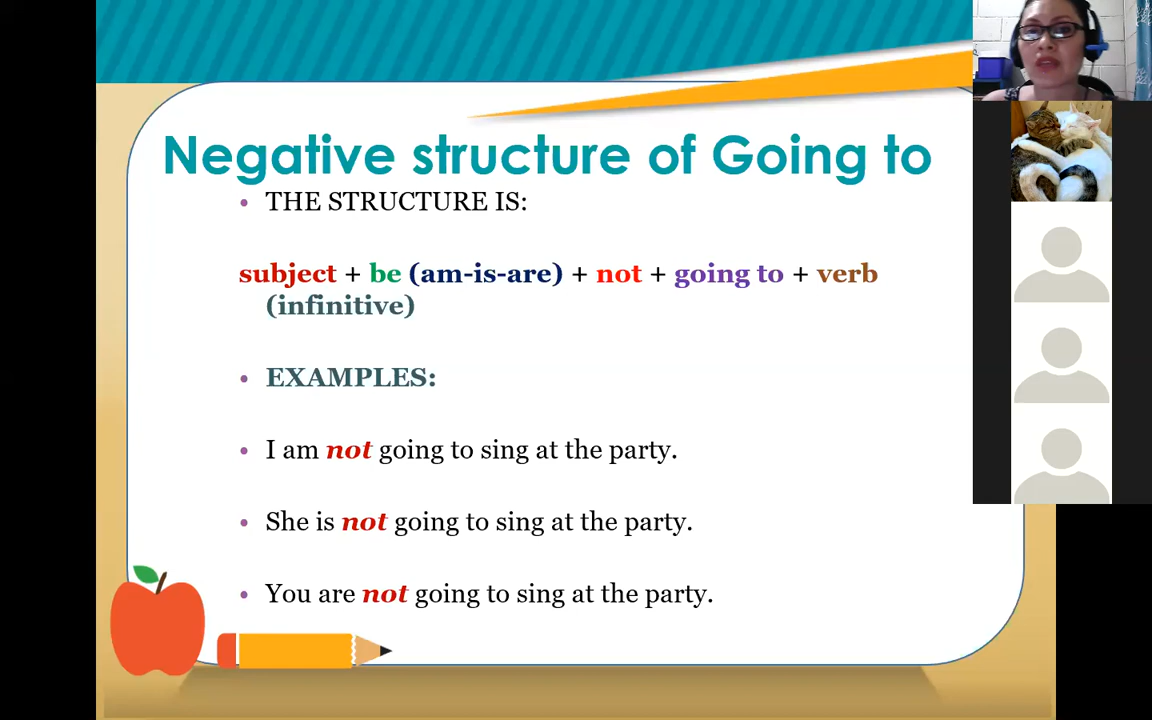 Negative structure of Going to
• THE STRUCTURE IS:
subject + be (am-is-are) + not + going to + verb
(infinitive)
• EXAMPLES:
• I am not going to sing at the party.
• She is not going to sing at the party.
• You are not going to sing at the party.